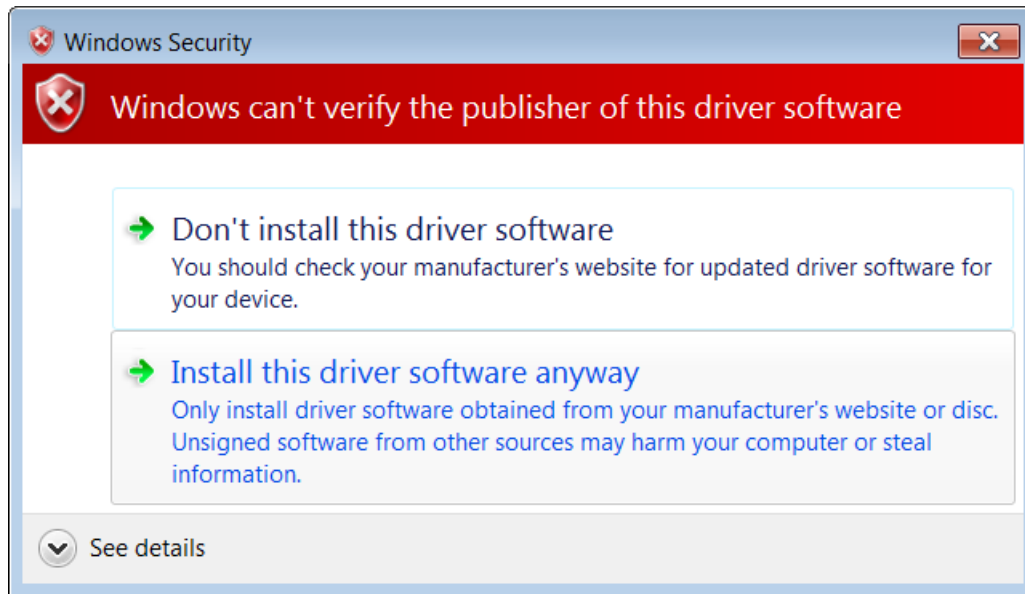 Windows Security
Windows can't verify the publisher of this driver software
Don't install this driver software
You should check your manufacturer's website for updated driver software for
your device.
Install this driver software anyway
Only install driver software obtained from your manufacturer's website or disc.
Unsigned software from other sources may harm your computer or steal
information.
See details